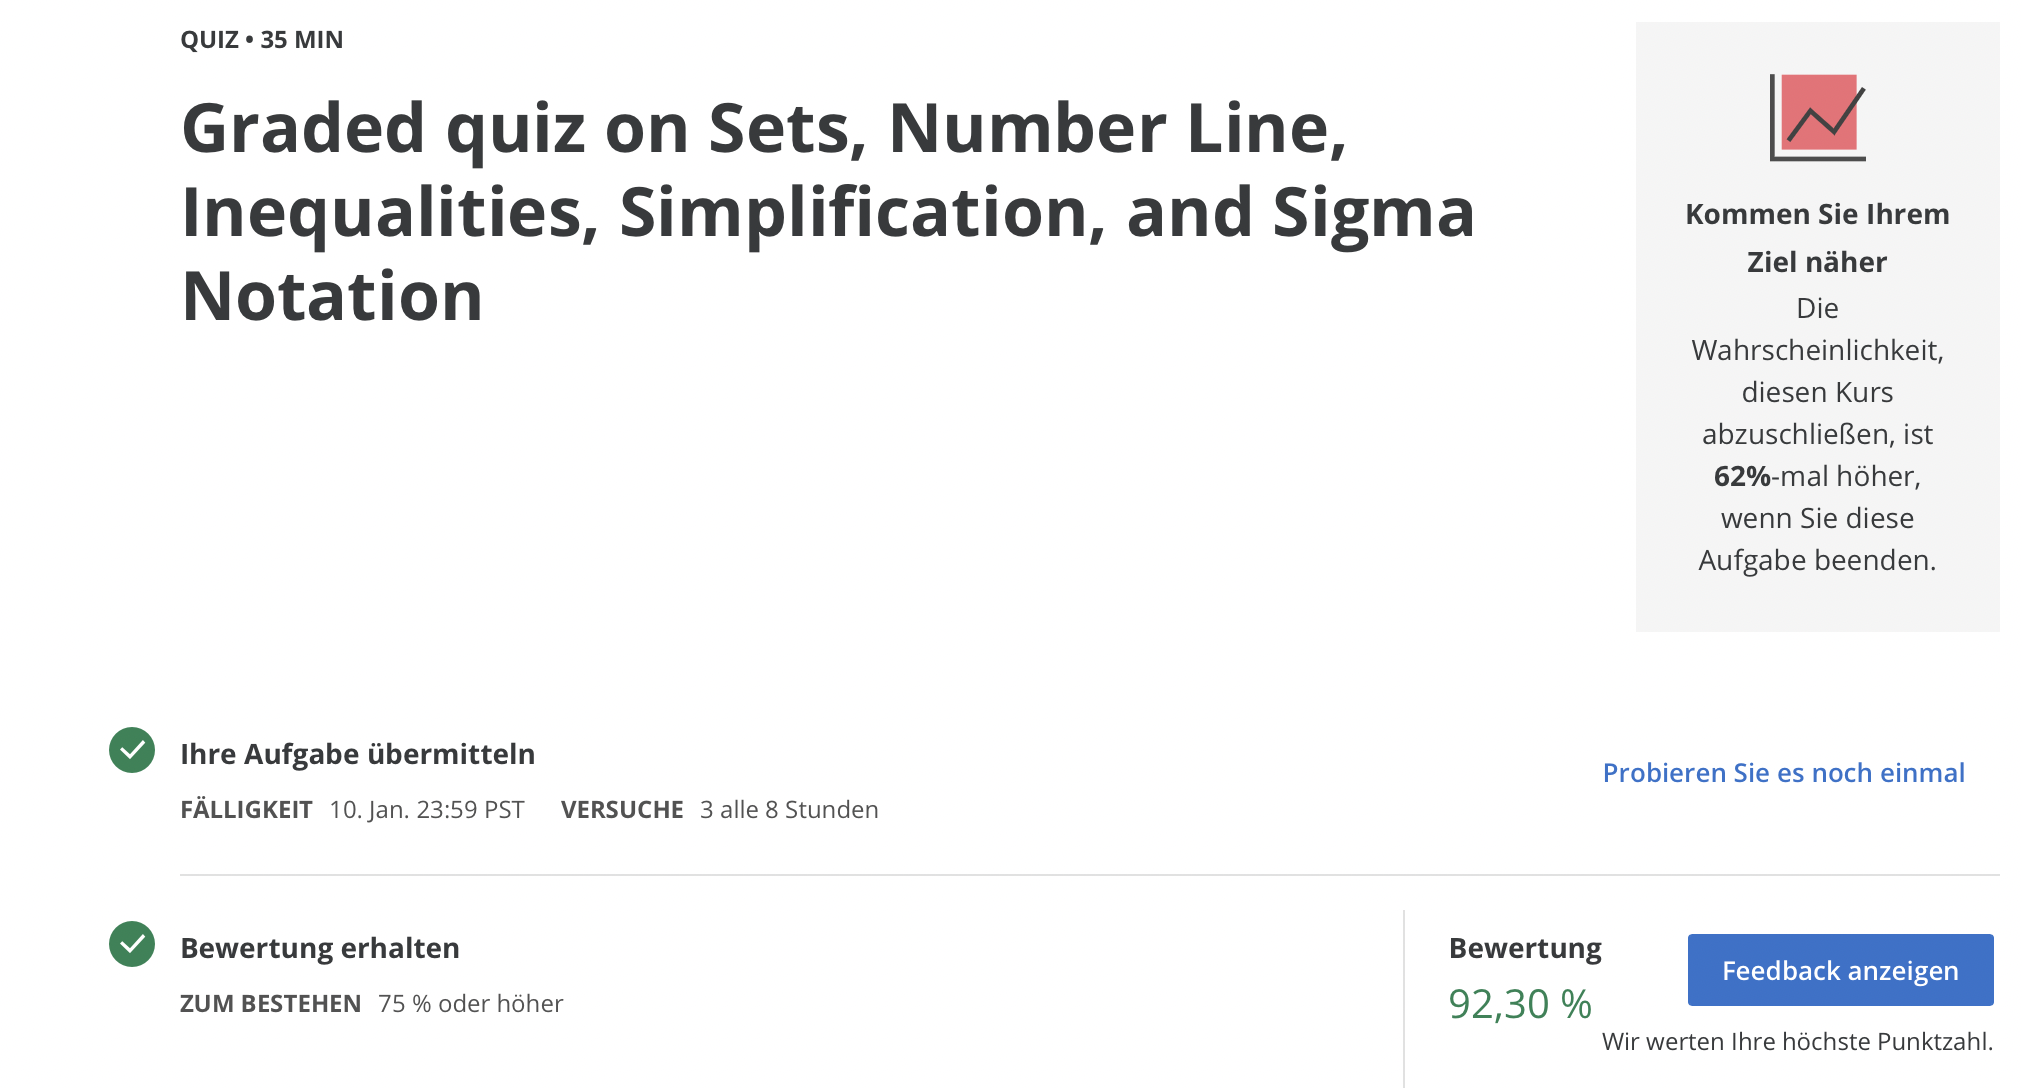 QUIZ • 35 MIN
Graded quiz on Sets, Number Line,
Inequalities, Simplification, and Sigma
Notation
Kommen Sie Ihrem
Ziel näher
Die
Wahrscheinlichkeit,
diesen Kurs
abzuschließen, ist
62%-mal höher,
wenn Sie diese
Aufgabe beenden.
Ihre Aufgabe übermitteln
FÄLLIGKEIT 10. Jan. 23:59 PST VERSUCHE 3 alle 8 Stunden
Probieren Sie es noch einmal
Bewertung erhalten
ZUM BESTEHEN 75 % oder höher
Bewertung
92,30 %
Feedback anzeigen
Wir werten Ihre höchste Punktzahl.